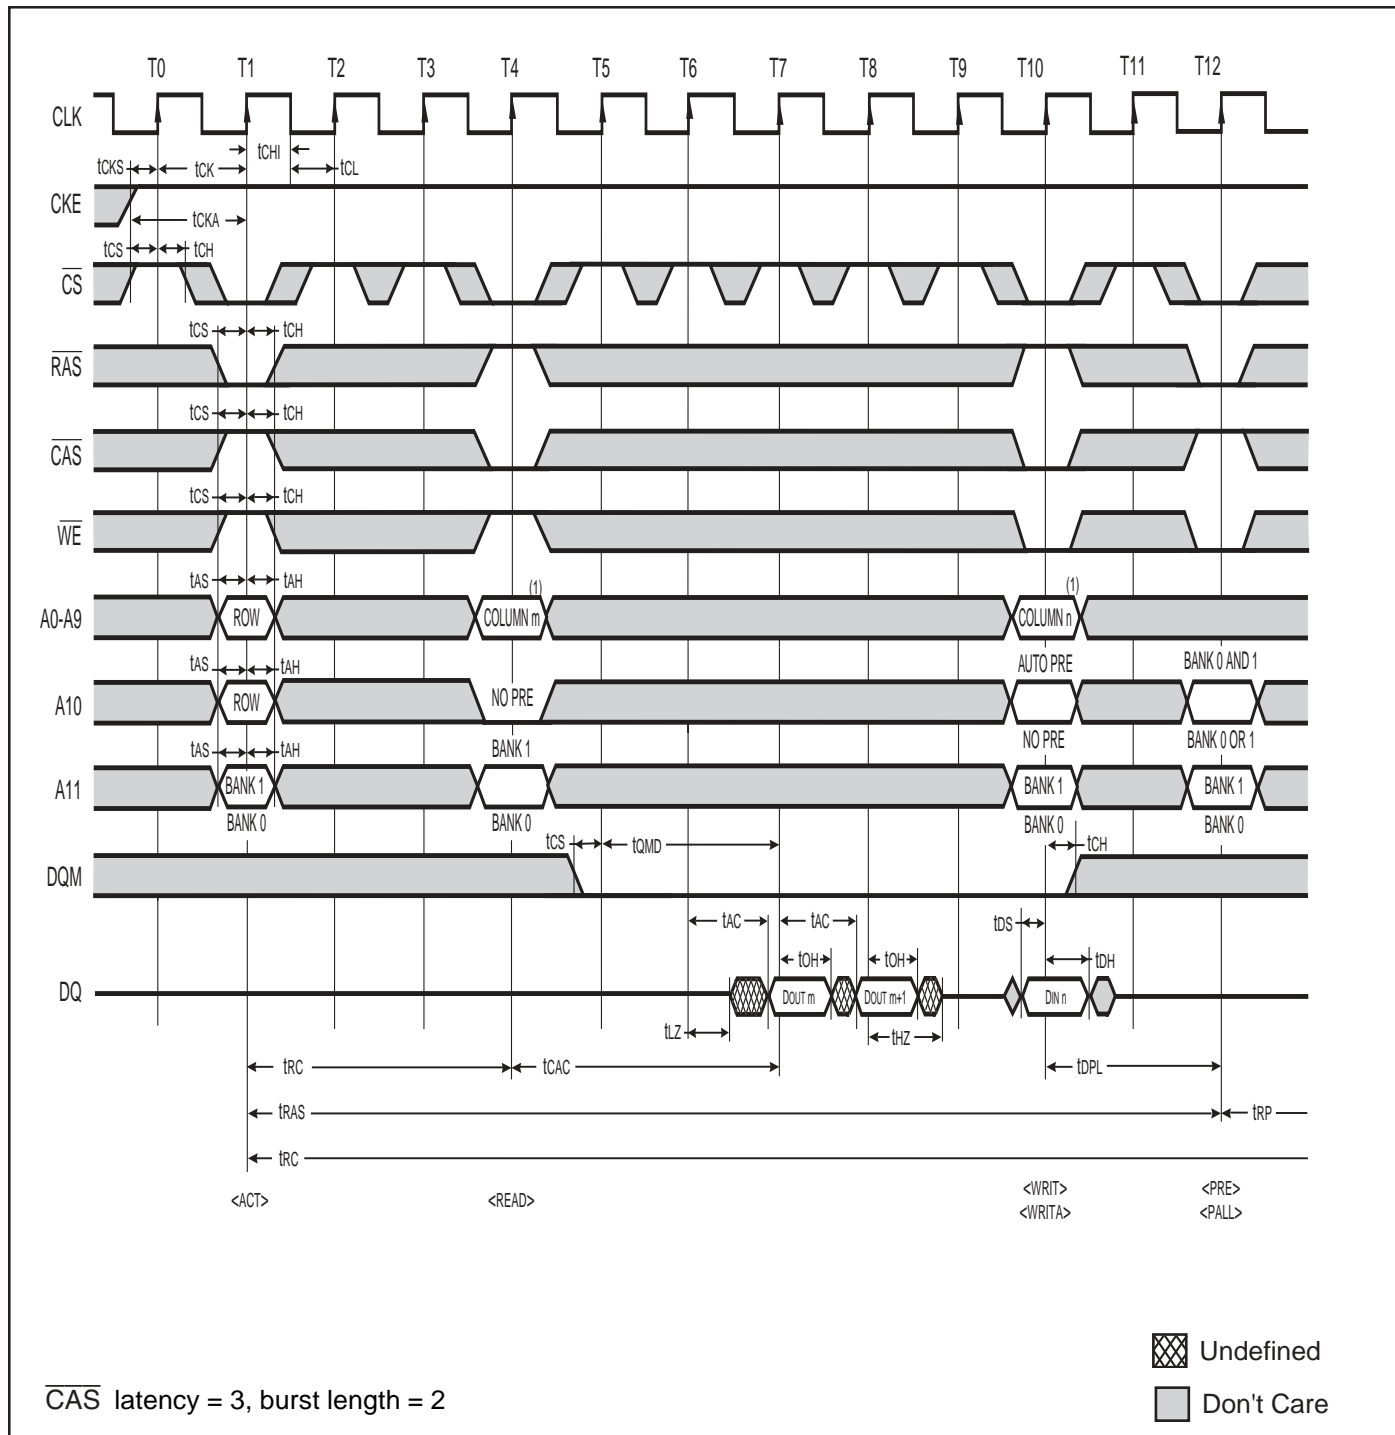 T0 T1 T2 T3 T4 T5 T6 T7 T8 T9 T10 T11 T12
CLK
tCHI
tCKS tCK tCL
CKE
tCKA
tCS tCH
CS
tCS tCH
RAS
tCS tCH
CAS
tCS tCH
WE
tAS tAH (1) (1)
A0-A9 ROW COLUMN m COLUMN n
tAS tAH AUTO PRE BANK 0 AND 1
A10 ROW NO PRE
tAS tAH BANK 1 NO PRE BANK 0 OR 1
A11 BANK 1 BANK 1 BANK 1
BANK 0 BANK 0 BANK 0 BANK 0
tCS tQMD tCH
DQM
tAC tAC tDS
tOH tOH tDH
DQ DOUT m DOUT m+1 DIN n
tLZ tHZ
tRC tCAC tDPL
tRAS tRP
tRC
<ACT> <READ> <WRIT> <PRE>
<WRITA> <PALL>
Undefined
CAS latency = 3, burst length = 2
Don't Care